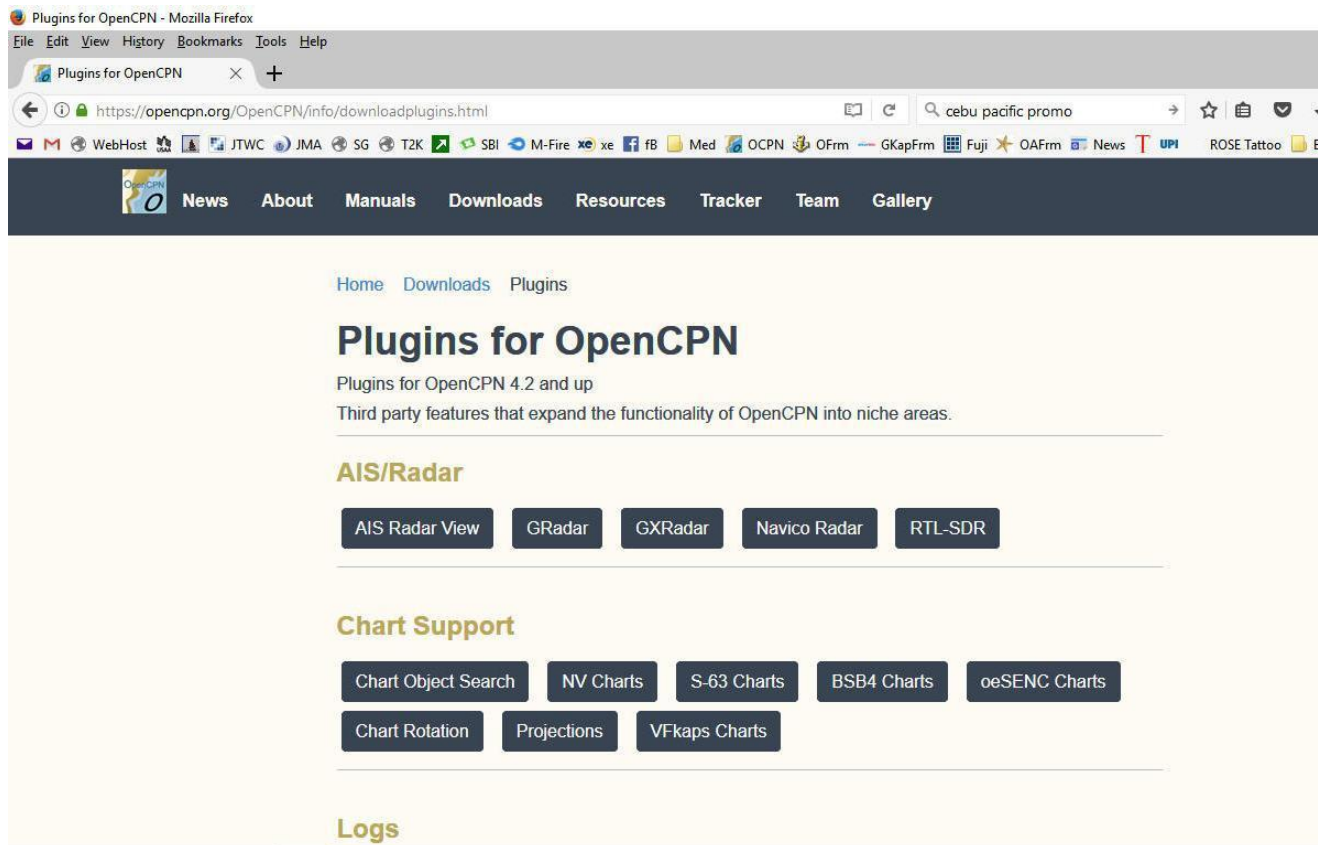 Plugins for OpenCPN - Mozilla Firefox
File Edit View History Bookmarks Tools Help
Plugins for OpenCPN
https://opencpn.org/OpenCPN/info/downloadplugins.html cebu pacific promo
WebHost JTWC JMA SG T2K SBI M-Fire xe xe fB Med OCPN OFrm GKapFrm Fuji OAFrm News UPI ROSE Tattoo
OpenCPN
News About Manuals Downloads Resources Tracker Team Gallery
Home Downloads Plugins
Plugins for OpenCPN
Plugins for OpenCPN 4.2 and up
Third party features that expand the functionality of OpenCPN into niche areas.
AIS/Radar
AIS Radar View GRadar GXRadar Navico Radar RTL-SDR
Chart Support
Chart Object Search NV Charts S-63 Charts BSB4 Charts oeSENC Charts
Chart Rotation Projections VFkaps Charts
Logs